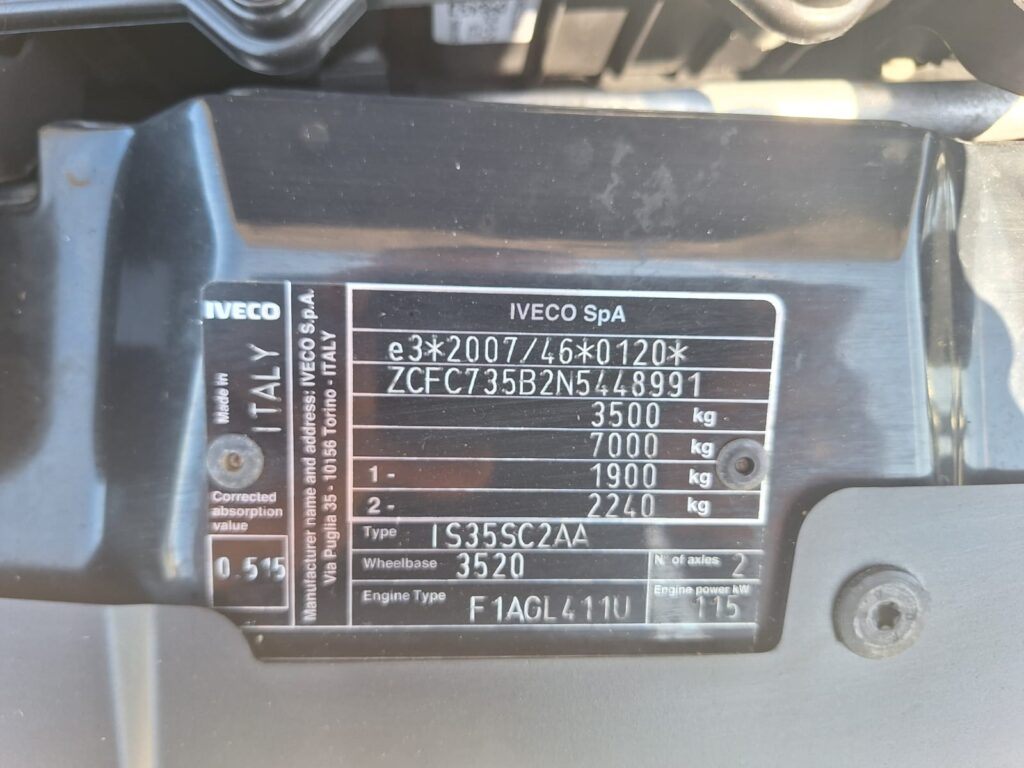 IVECO
Made in
ITALY
Corrected
absorption
value
0.515
Manufacturer name and address: IVECO S.p.A.
Via Puglia 35 - 10156 Torino - ITALY
IVECO SpA
e3*2007/46*0120*
ZCFC735B2N5448991
3500 kg
7000 kg
1 - 1900 kg
2 - 2240 kg
Type IS35SC2AA
Wheelbase 3520 N° of axles 2
Engine Type F1AGL411U Engine power kW 115